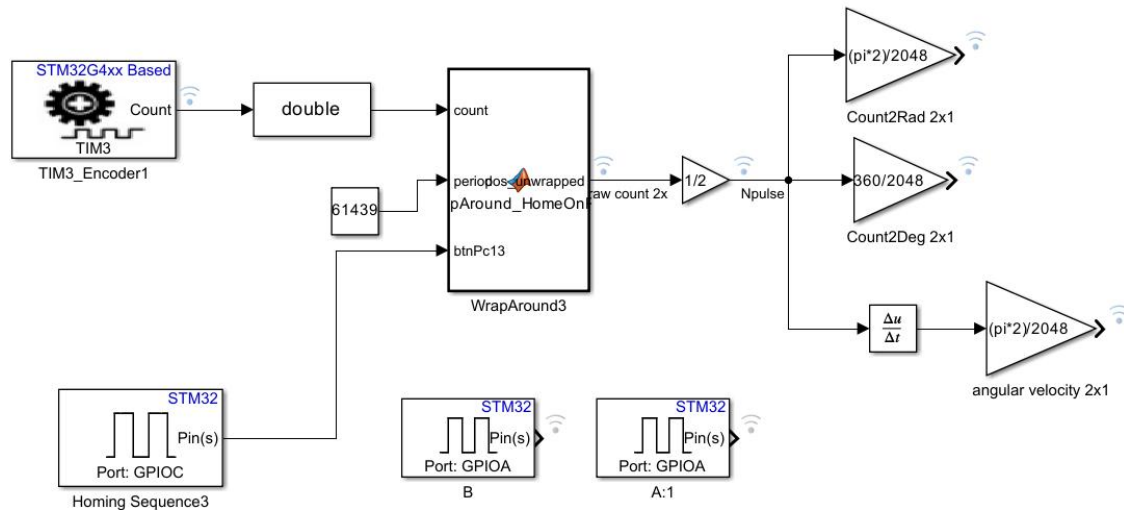 STM32G4xx Based
Count
TIM3
TIM3_Encoder1
double
count
period
pos_unwrapped
61439
btnPc13
WrapAround3
raw count 2x
1/2
Npulse
(pi*2)/2048
Count2Rad 2x1
360/2048
Count2Deg 2x1
Δu
Δt
(pi*2)/2048
angular velocity 2x1
STM32
Pin(s)
Port: GPIOC
Homing Sequence3
STM32
Pin(s)
Port: GPIOA
B
STM32
Pin(s)
Port: GPIOA
A:1